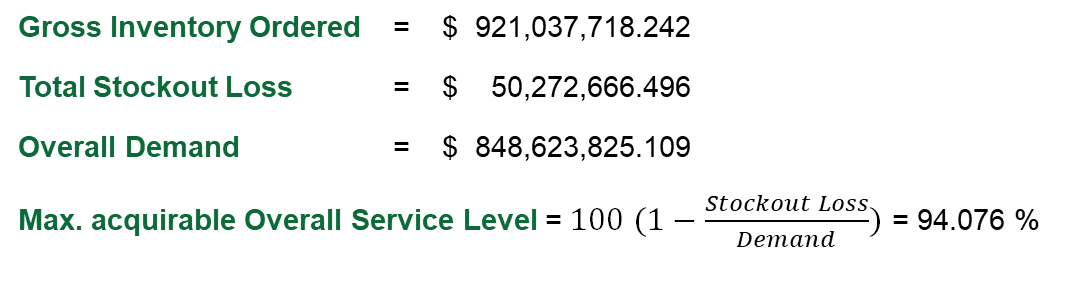 Gross Inventory Ordered = $ 921,037,718.242
Total Stockout Loss = $ 50,272,666.496
Overall Demand = $ 848,623,825.109
Max. acquirable Overall Service Level = 100 (1 − Stockout Loss / Demand) = 94.076 %